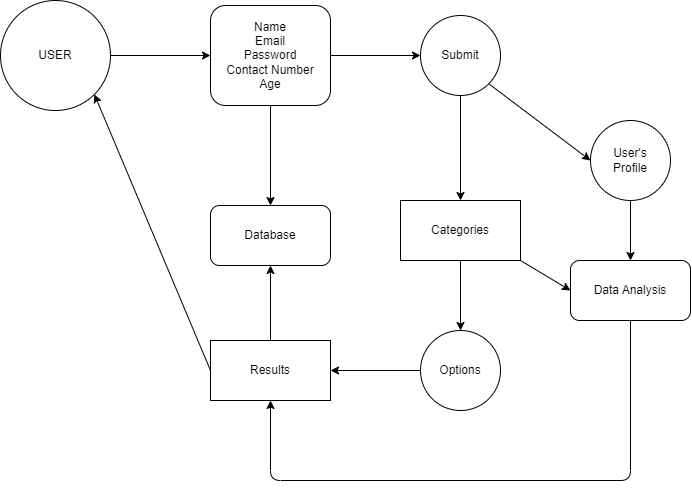 USER
Name
Email
Password
Contact Number
Age
Submit
User's
Profile
Database
Categories
Data Analysis
Results
Options